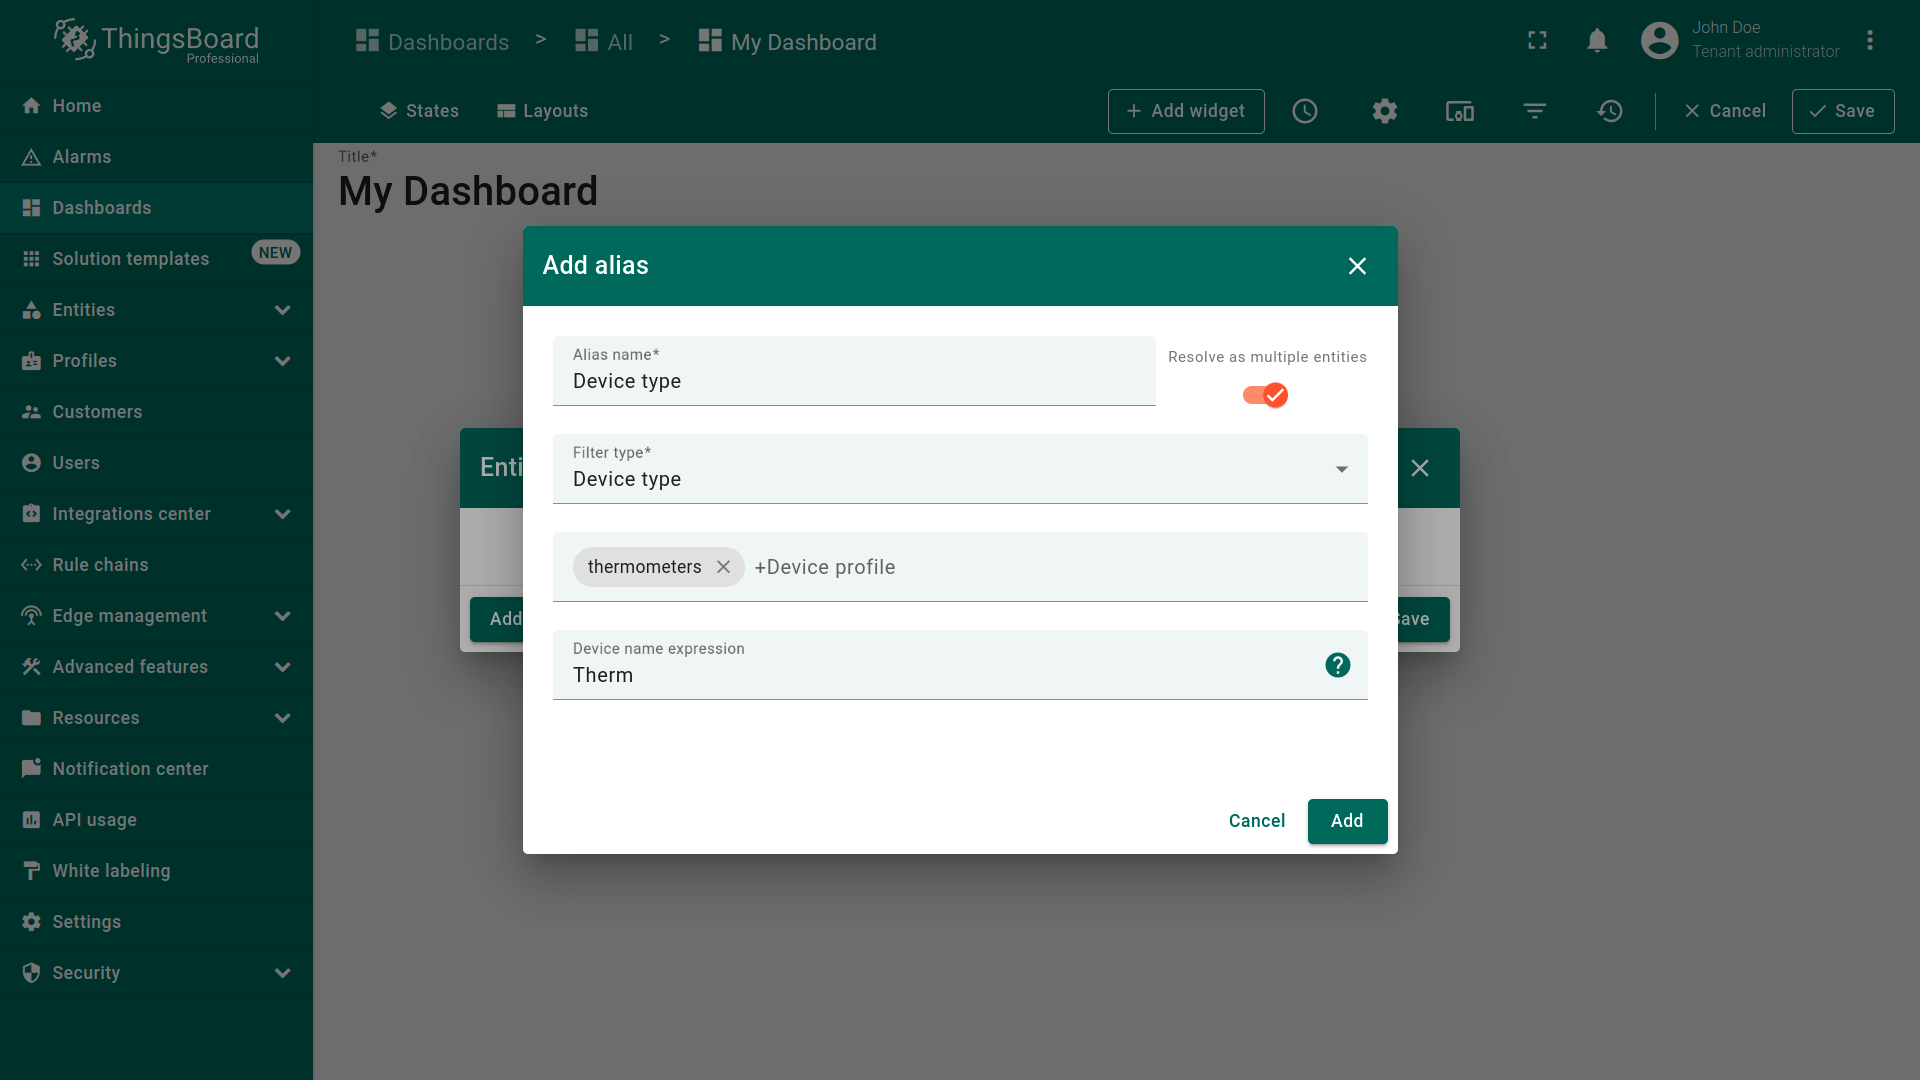 ThingsBoard
Professional
Dashboards > All > My Dashboard
John Doe
Tenant administrator
States
Layouts
+ Add widget
Cancel
Save
Home
Alarms
Dashboards
Solution templates
NEW
Entities
Profiles
Customers
Users
Integrations center
Rule chains
Edge management
Advanced features
Resources
Notification center
API usage
White labeling
Settings
Security
Title*
My Dashboard
Enti
Add
ave
Add alias
Alias name*
Device type
Resolve as multiple entities
Filter type*
Device type
thermometers
+Device profile
Device name expression
Therm
?
Cancel
Add